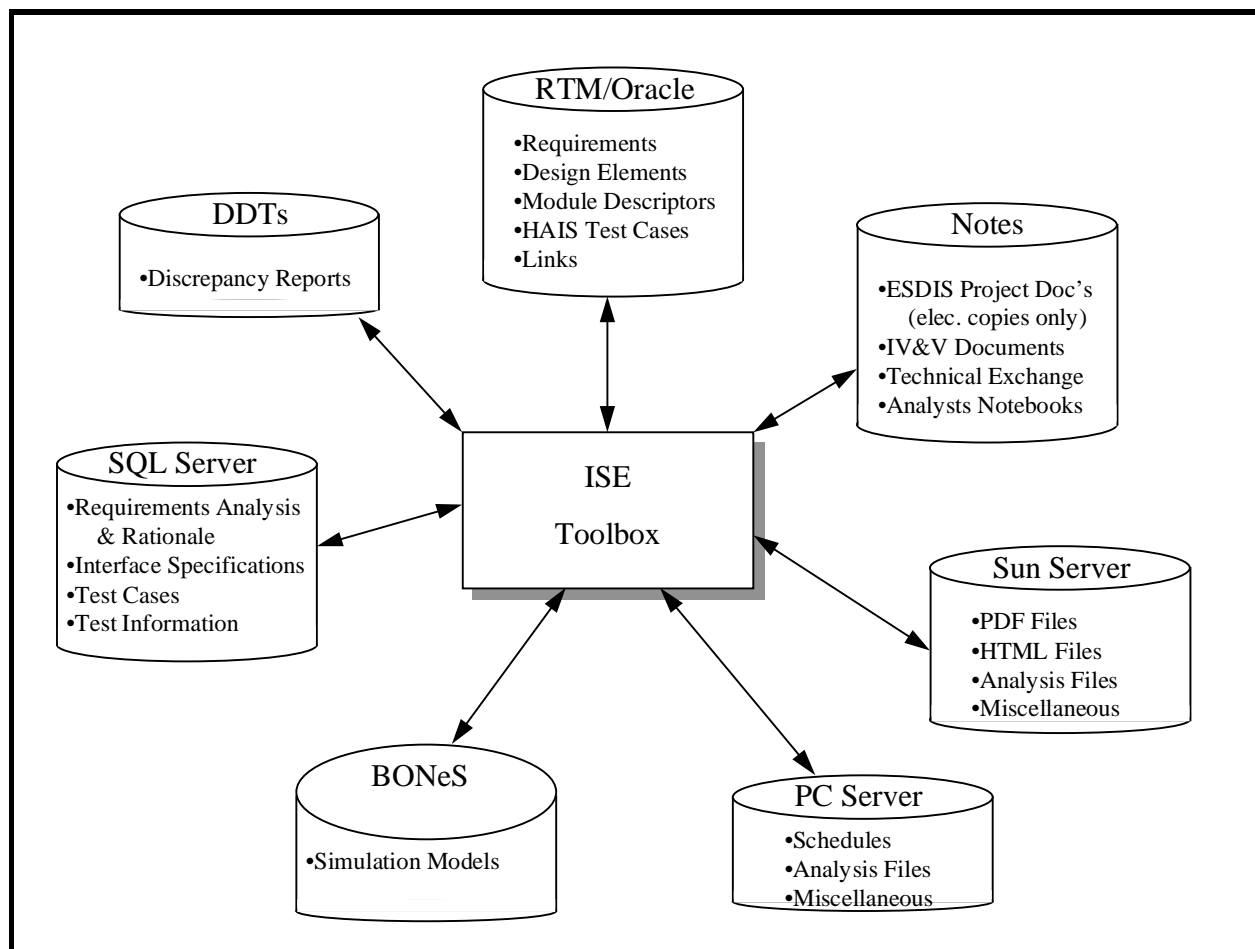 RTM/Oracle
•Requirements
•Design Elements
•Module Descriptors
•HAIS Test Cases
•Links
DDTs
•Discrepancy Reports
Notes
•ESDIS Project Doc’s
(elec. copies only)
•IV&V Documents
•Technical Exchange
•Analysts Notebooks
SQL Server
•Requirements Analysis
& Rationale
•Interface Specifications
•Test Cases
•Test Information
ISE
Toolbox
Sun Server
•PDF Files
•HTML Files
•Analysis Files
•Miscellaneous
BONeS
•Simulation Models
PC Server
•Schedules
•Analysis Files
•Miscellaneous